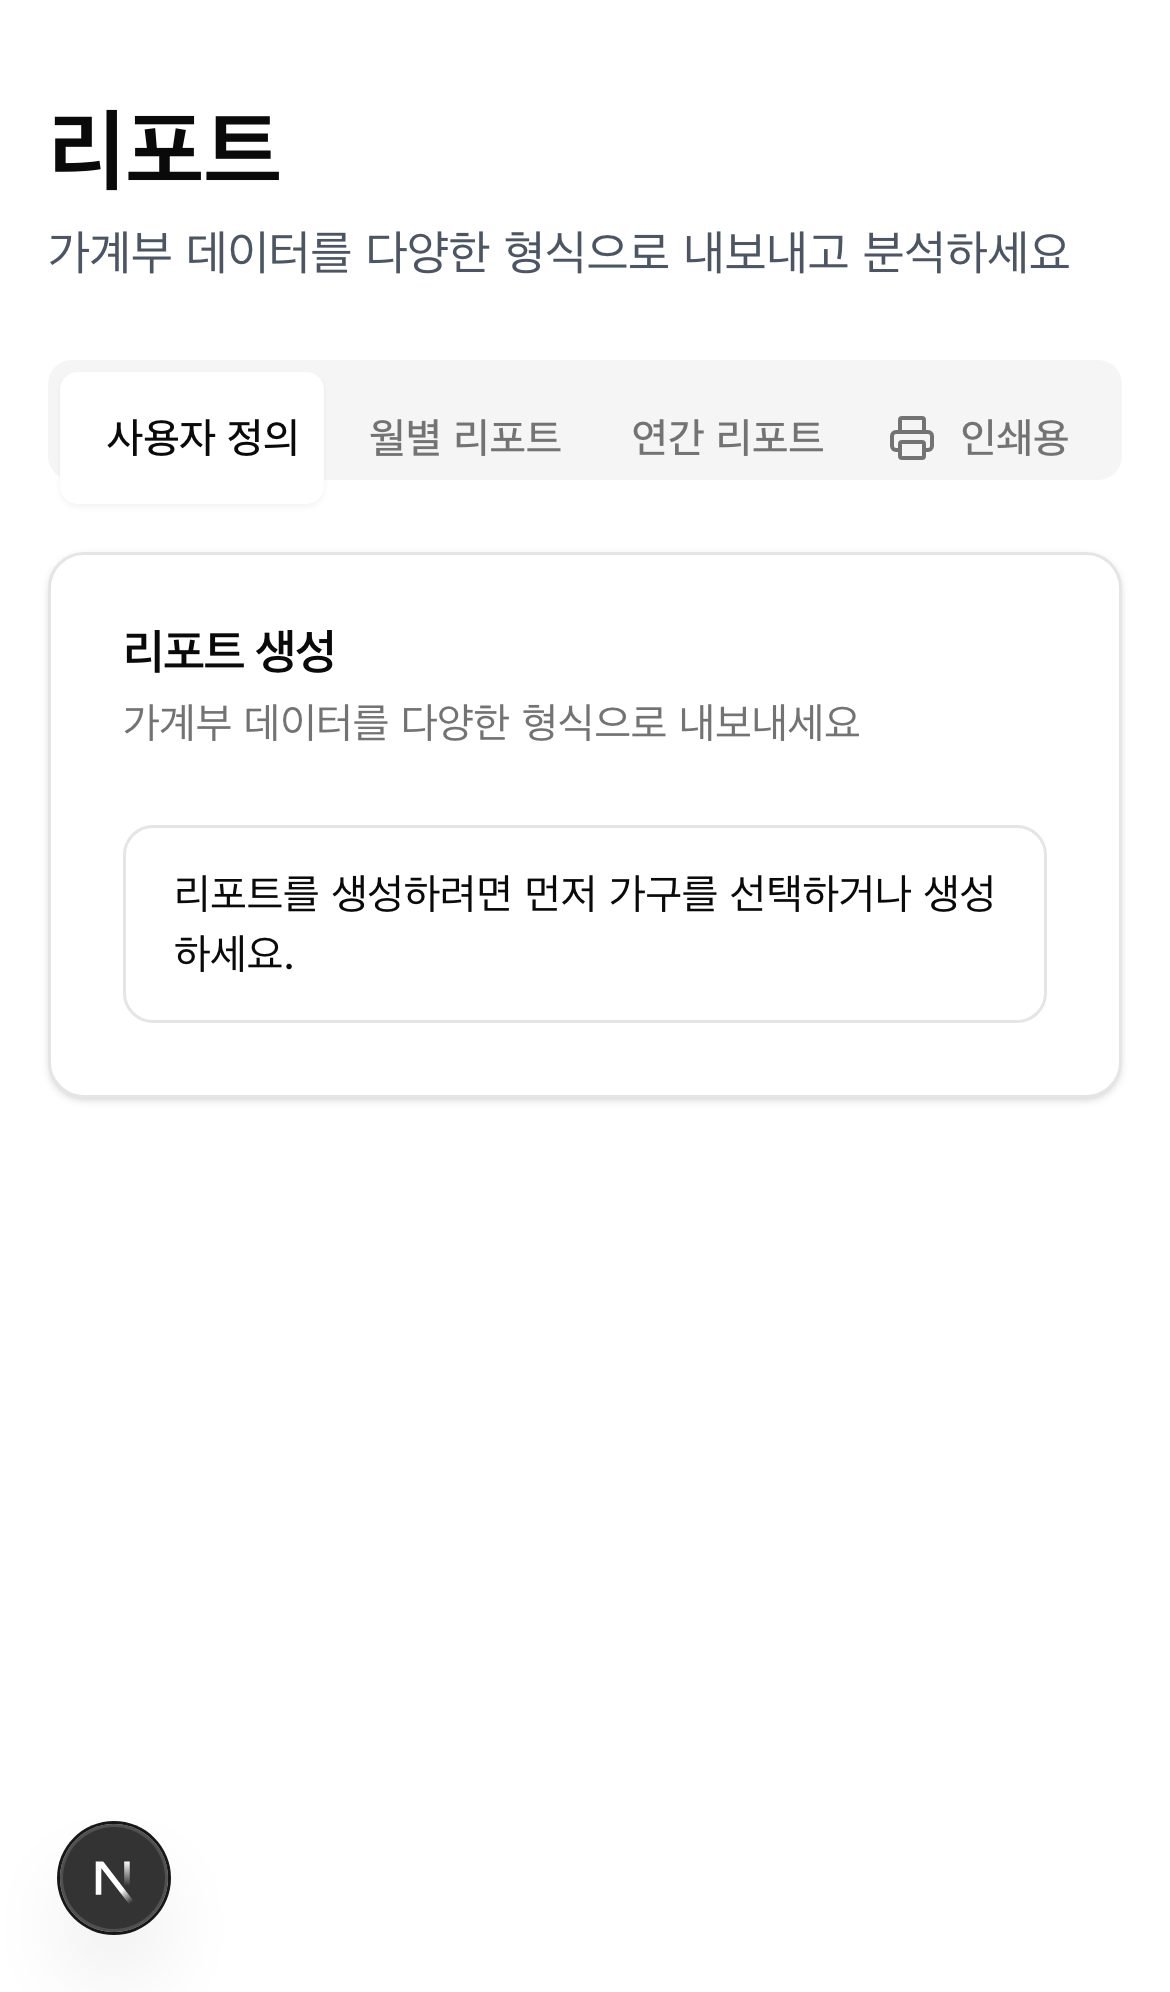 리포트
가계부 데이터를 다양한 형식으로 내보내고 분석하세요
사용자 정의 월별 리포트 연간 리포트 인쇄용
리포트 생성
가계부 데이터를 다양한 형식으로 내보내세요
리포트를 생성하려면 먼저 가구를 선택하거나 생성
하세요.
N